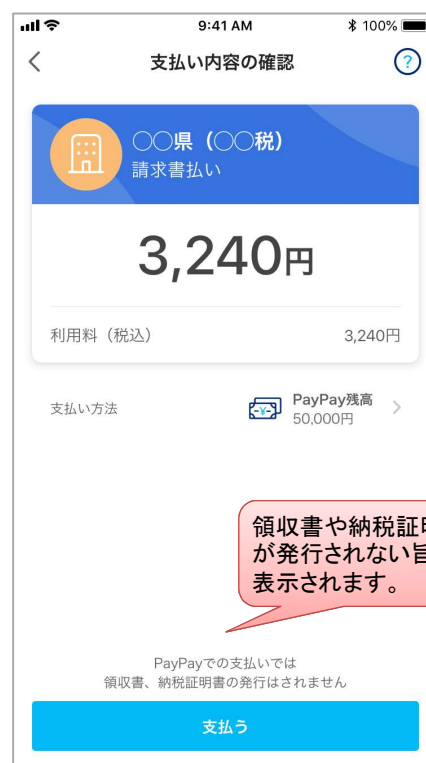 9:41 AM
100%
支払い内容の確認
?
○○県（○○税）
請求書払い
3,240円
利用料（税込） 3,240円
支払い方法
PayPay残高
50,000円
領収書や納税証
が発行されない旨
表示されます。
PayPayでの支払いでは
領収書、納税証明書の発行はされません
支払う